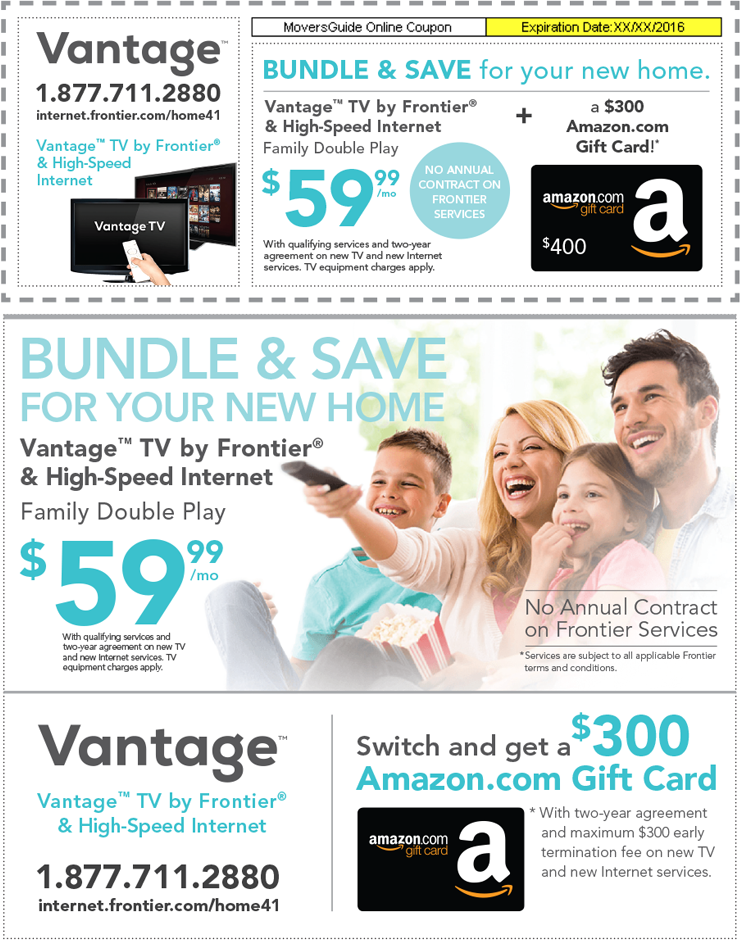 MoversGuide Online Coupon
Expiration Date:XX/XX/2016
Vantage™
1.877.711.2880
internet.frontier.com/home41
Vantage™ TV by Frontier®
& High-Speed
Internet
Vantage TV
BUNDLE & SAVE for your new home.
Vantage™ TV by Frontier®
& High-Speed Internet
Family Double Play
$59.99/mo
NO ANNUAL
CONTRACT ON
FRONTIER
SERVICES
With qualifying services and two-year
agreement on new TV and new Internet
services. TV equipment charges apply.
+
a $300
Amazon.com
Gift Card!*
amazon.com
gift card
a
$400
BUNDLE & SAVE
FOR YOUR NEW HOME
Vantage™ TV by Frontier®
& High-Speed Internet
Family Double Play
$59.99/mo
With qualifying services and
two-year agreement on new TV
and new Internet services. TV
equipment charges apply.
No Annual Contract
on Frontier Services
*Services are subject to all applicable Frontier
terms and conditions.
Vantage™
Vantage™ TV by Frontier®
& High-Speed Internet
1.877.711.2880
internet.frontier.com/home41
Switch and get a $300
Amazon.com Gift Card
amazon.com
gift card
a
* With two-year agreement
and maximum $300 early
termination fee on new TV
and new Internet services.